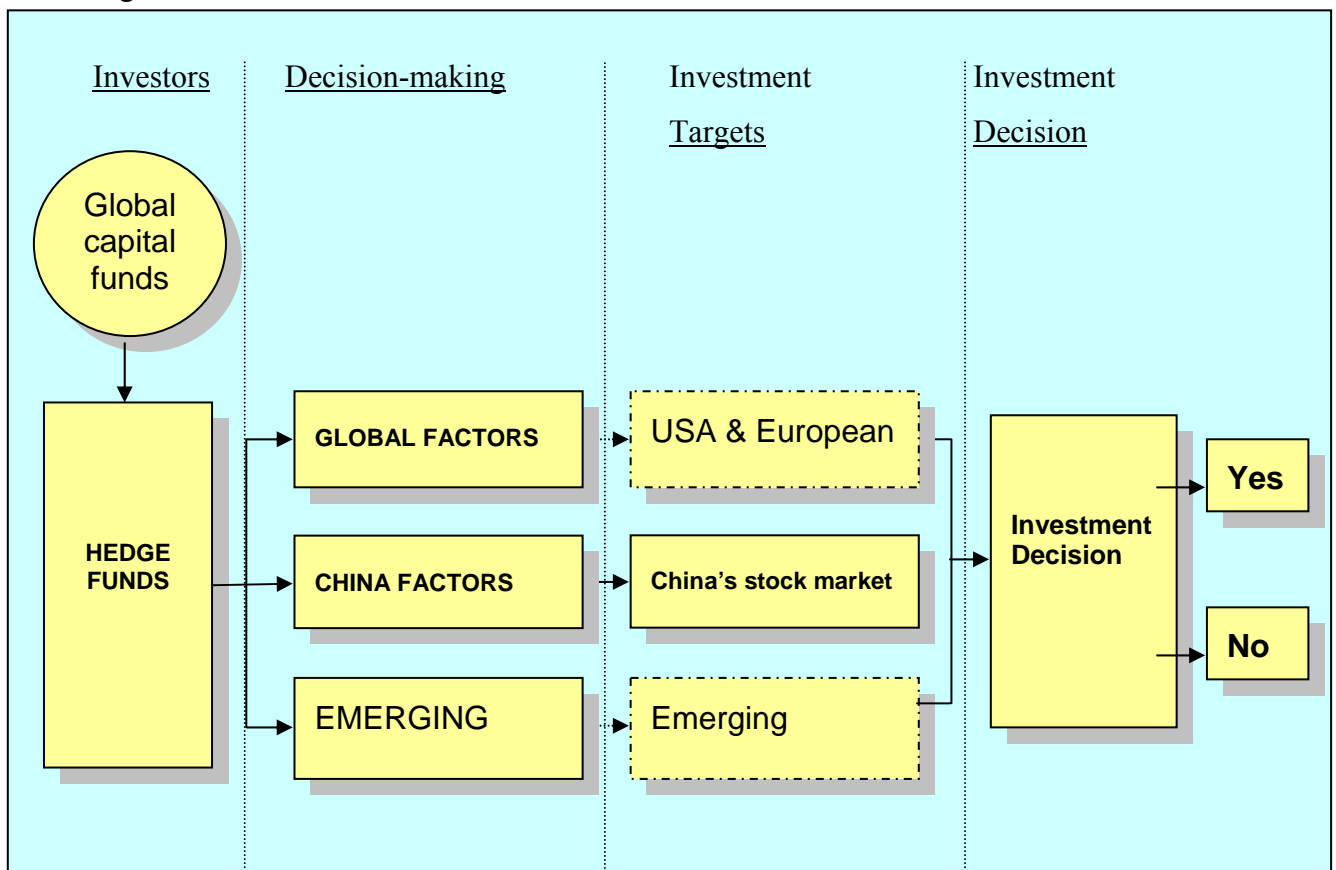 Investors
Decision-making
Investment
Targets
Investment
Decision
Global
capital
funds
HEDGE
FUNDS
GLOBAL FACTORS
USA & European
CHINA FACTORS
China’s stock market
EMERGING
Emerging
Investment
Decision
Yes
No